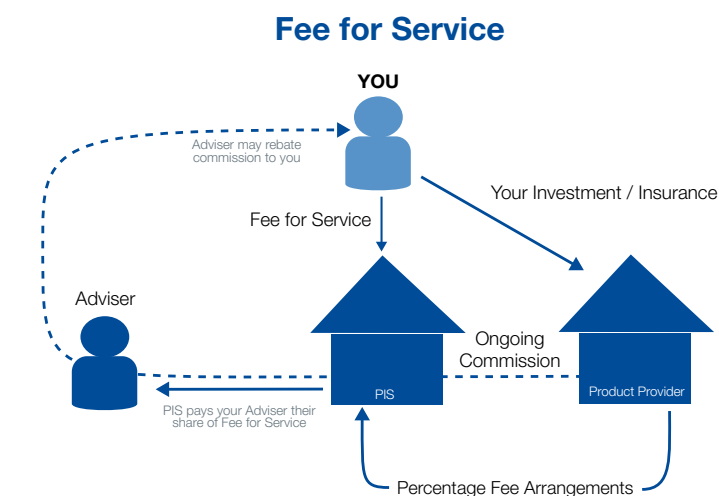 Fee for Service
YOU
Adviser may rebate
commission to you
Your Investment / Insurance
Fee for Service
Adviser
Ongoing
Commission
PIS
Product Provider
PIS pays your Adviser their
share of Fee for Service
Percentage Fee Arrangements